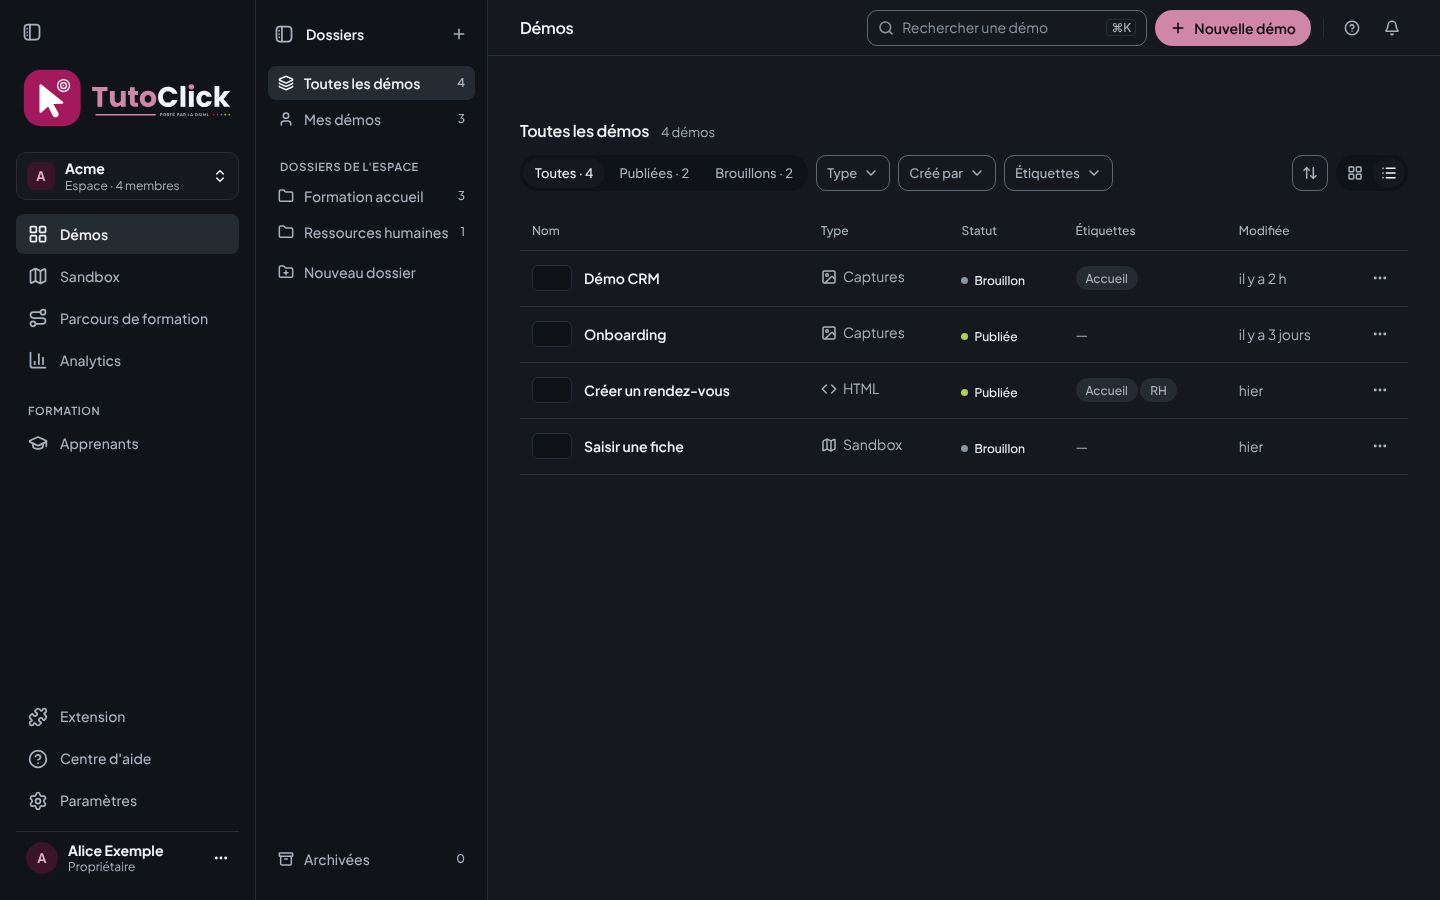 TutoClick
PORTÉ PAR LA DSIML
A
Acme
Espace · 4 membres
Démos
Sandbox
Parcours de formation
Analytics
FORMATION
Apprenants
Extension
Centre d'aide
Paramètres
A
Alice Exemple
Propriétaire
Dossiers
Toutes les démos 4
Mes démos 3
DOSSIERS DE L'ESPACE
Formation accueil 3
Ressources humaines 1
Nouveau dossier
Archivées 0
Démos
Rechercher une démo ⌘K
Nouvelle démo
Toutes les démos 4 démos
Toutes · 4 Publiées · 2 Brouillons · 2 Type Créé par Étiquettes
Nom Type Statut Étiquettes Modifiée
Démo CRM Captures Brouillon Accueil il y a 2 h
Onboarding Captures Publiée — il y a 3 jours
Créer un rendez-vous HTML Publiée Accueil RH hier
Saisir une fiche Sandbox Brouillon — hier